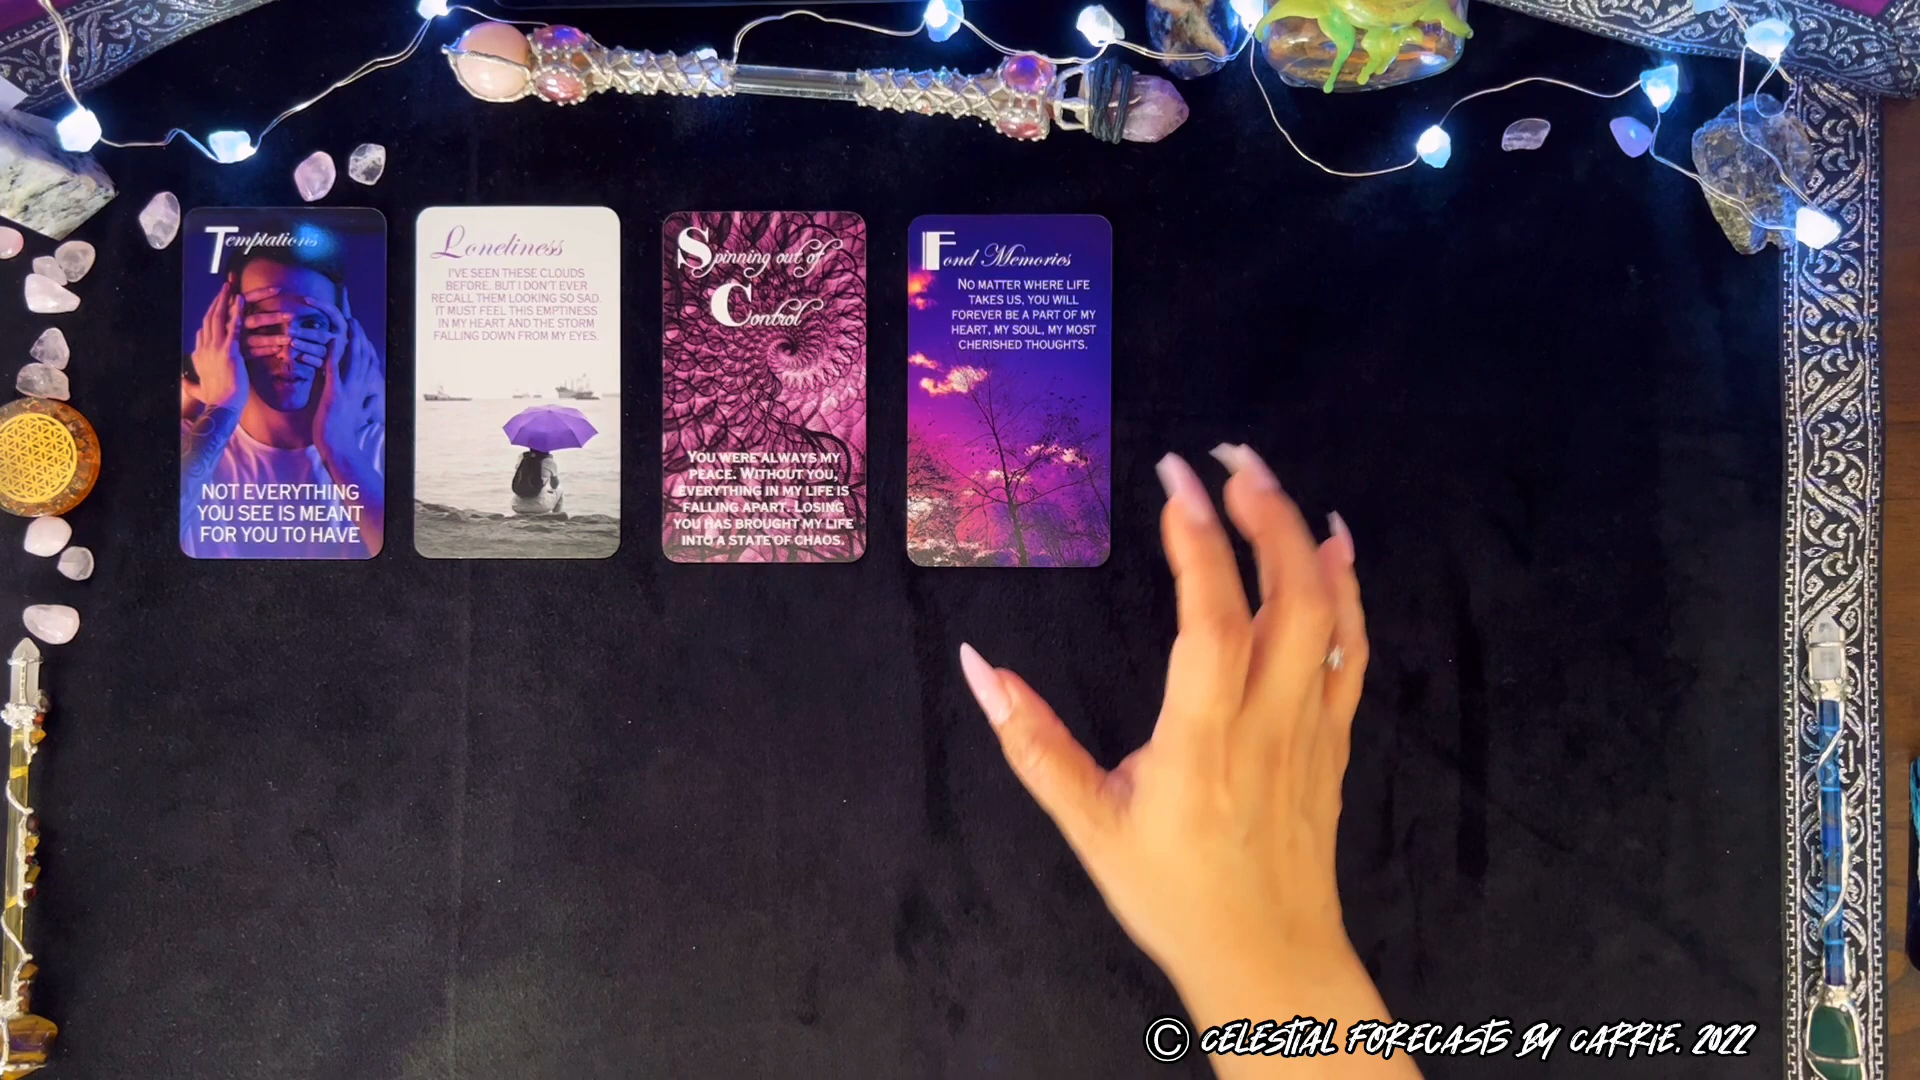 Temptations
NOT EVERYTHING
YOU SEE IS MEANT
FOR YOU TO HAVE
Loneliness
I'VE SEEN THESE CLOUDS
BEFORE, BUT I DON'T EVER
RECALL THEM LOOKING SO SAD.
IT MUST FEEL THIS EMPTINESS
IN MY HEART AND THE STORM
FALLING DOWN FROM MY EYES.
Spinning out of
Control
YOU WERE ALWAYS MY
PEACE. WITHOUT YOU,
EVERYTHING IN MY LIFE IS
FALLING APART. LOSING
YOU HAS BROUGHT MY LIFE
INTO A STATE OF CHAOS.
Fond Memories
NO MATTER WHERE LIFE
TAKES US, YOU WILL
FOREVER BE A PART OF MY
HEART, MY SOUL, MY MOST
CHERISHED THOUGHTS.
© CELESTIAL FORECASTS BY CARRIE. 2022